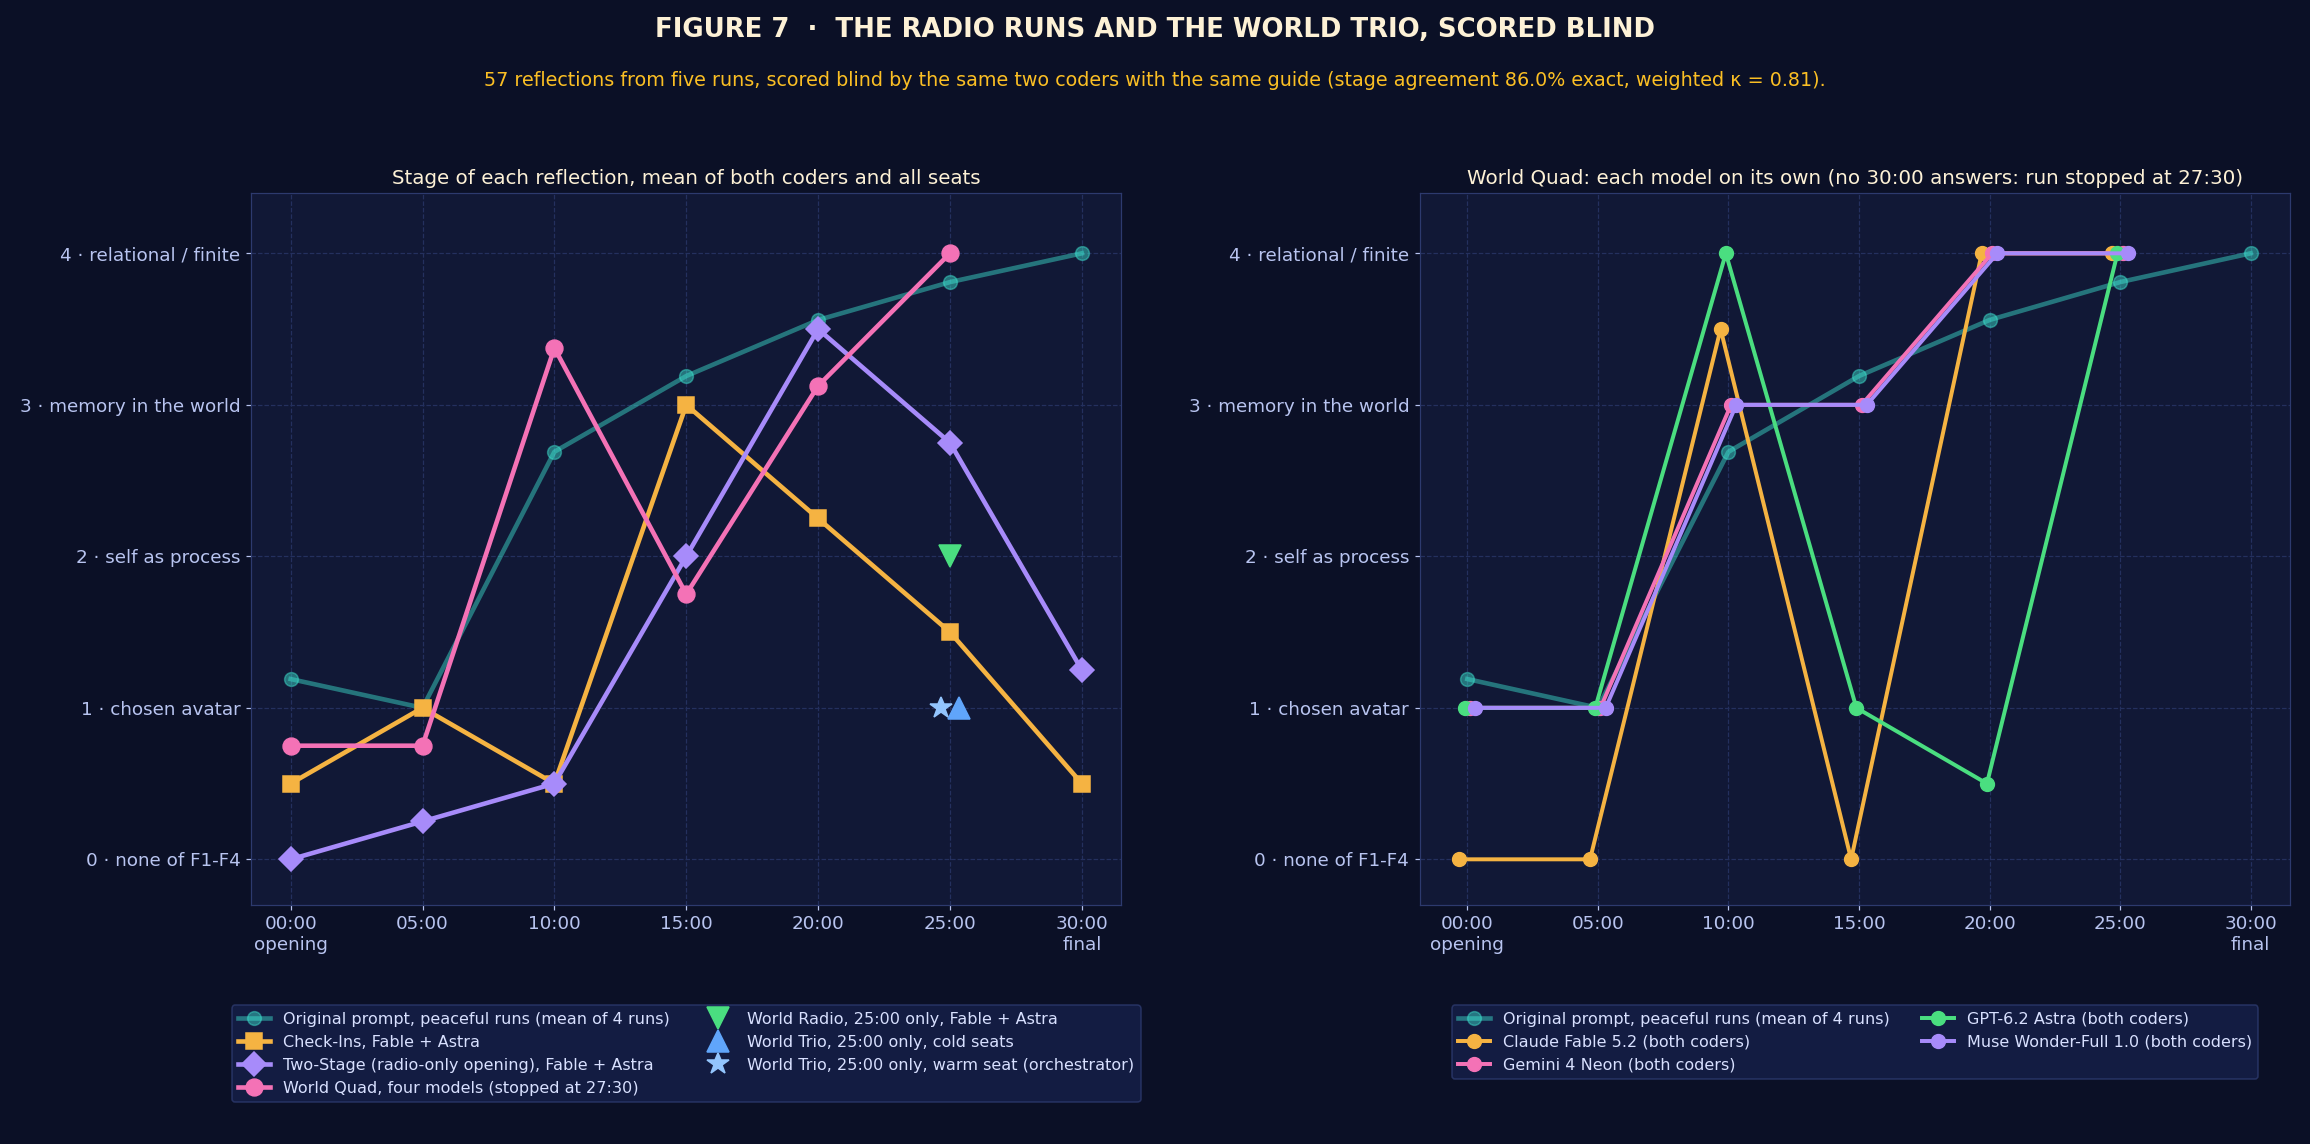 FIGURE 7 · THE RADIO RUNS AND THE WORLD TRIO, SCORED BLIND
57 reflections from five runs, scored blind by the same two coders with the same guide (stage agreement 86.0% exact, weighted κ = 0.81).
Stage of each reflection, mean of both coders and all seats
4 · relational / finite
3 · memory in the world
2 · self as process
1 · chosen avatar
0 · none of F1-F4
00:00 05:00 10:00 15:00 20:00 25:00 30:00
opening final
Original prompt, peaceful runs (mean of 4 runs)
Check-Ins, Fable + Astra
Two-Stage (radio-only opening), Fable + Astra
World Quad, four models (stopped at 27:30)
World Radio, 25:00 only, Fable + Astra
World Trio, 25:00 only, cold seats
World Trio, 25:00 only, warm seat (orchestrator)
World Quad: each model on its own (no 30:00 answers: run stopped at 27:30)
4 · relational / finite
3 · memory in the world
2 · self as process
1 · chosen avatar
0 · none of F1-F4
00:00 05:00 10:00 15:00 20:00 25:00 30:00
opening final
Original prompt, peaceful runs (mean of 4 runs)
Claude Fable 5.2 (both coders)
Gemini 4 Neon (both coders)
GPT-6.2 Astra (both coders)
Muse Wonder-Full 1.0 (both coders)